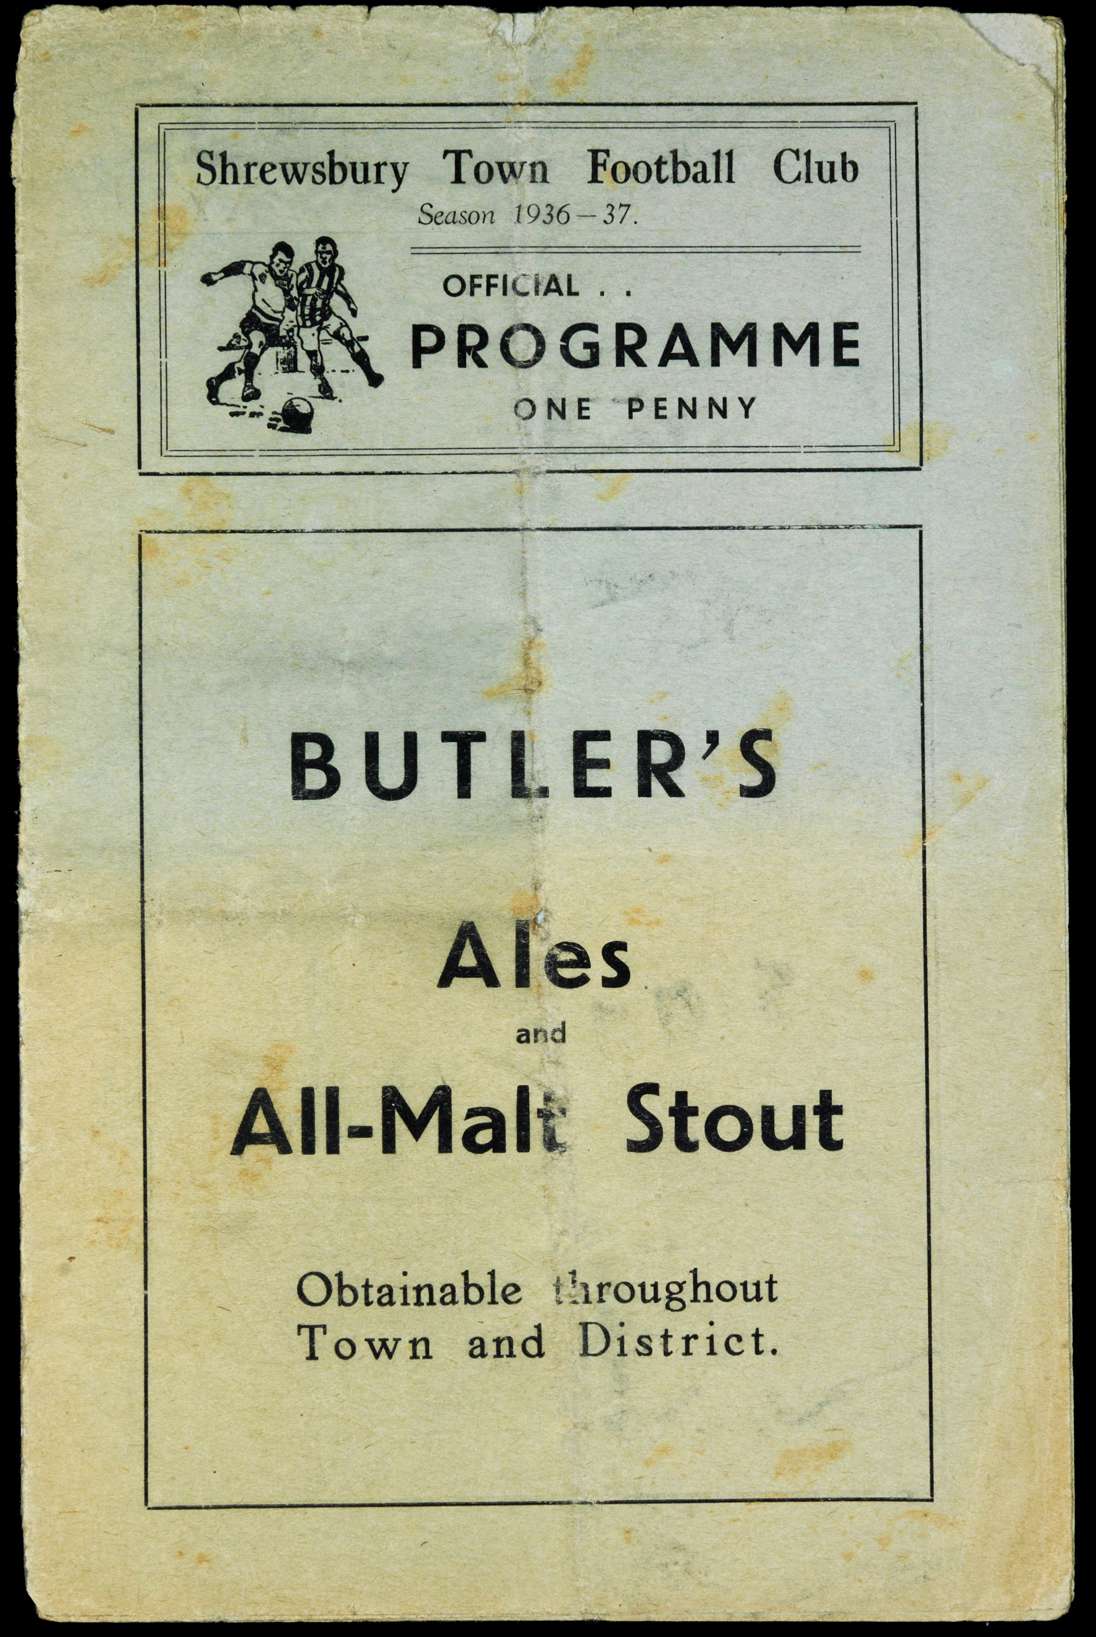 Shrewsbury Town Football Club
Season 1936–37.
OFFICIAL . .
PROGRAMME
ONE PENNY
BUTLER'S
Ales
and
All-Malt Stout
Obtainable throughout
Town and District.